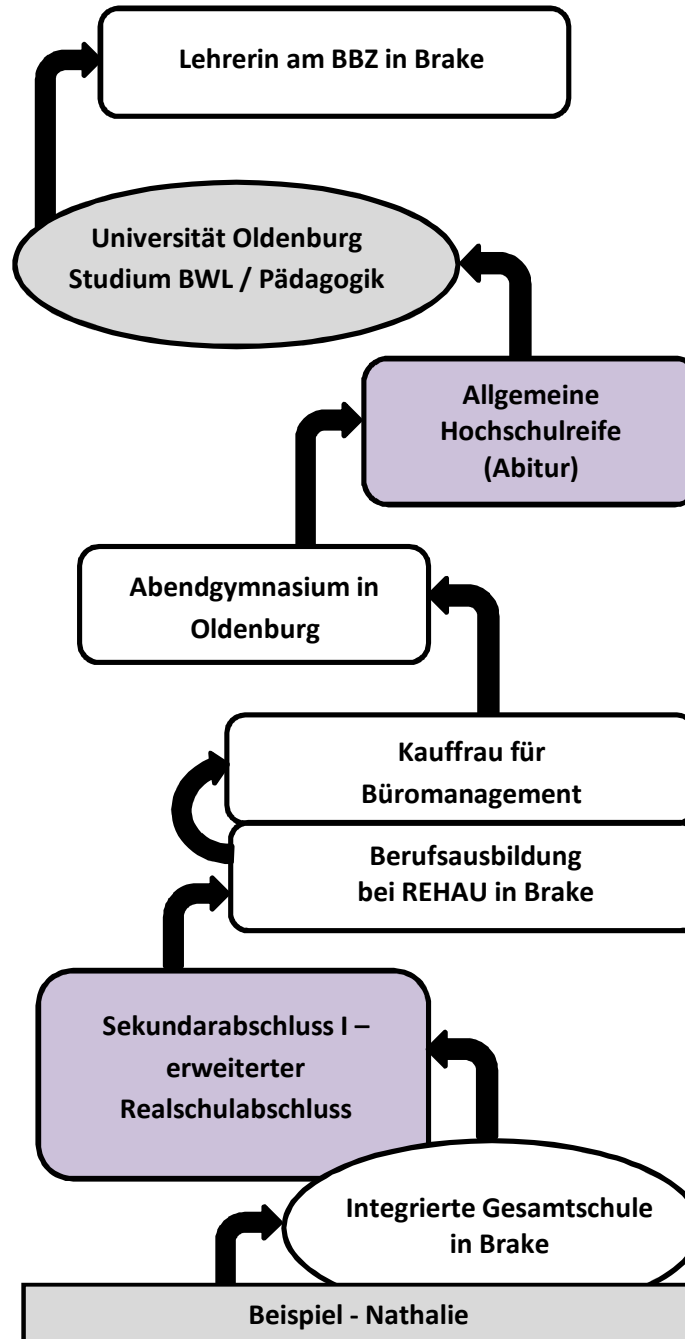 Lehrerin am BBZ in Brake
Universität Oldenburg
Studium BWL / Pädagogik
Allgemeine
Hochschulreife
(Abitur)
Abendgymnasium in
Oldenburg
Kauffrau für
Büromanagement
Berufsausbildung
bei REHAU in Brake
Sekundarabschluss I –
erweiterter
Realschulabschluss
Integrierte Gesamtschule
in Brake
Beispiel - Nathalie